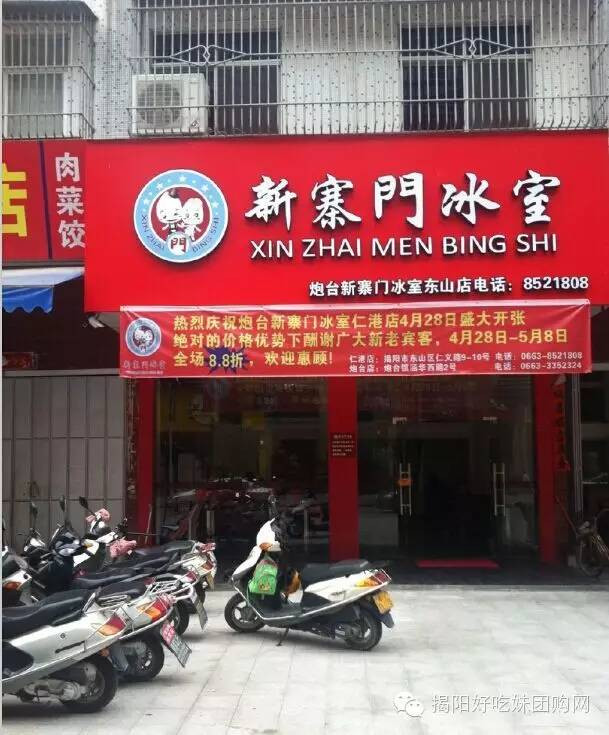 店
肉菜饺
XIN ZHAI BING SHI
門
新寨門冰室
XIN ZHAI MEN BING SHI
炮台新寨门冰室东山店电话：8521808
热烈庆祝炮台新寨门冰室仁港店4月28日盛大开张
绝对的价格优势下酬谢广大新老宾客，4月28日-5月8日
全场8.8折，欢迎惠顾！
仁港店：揭阳市东山区仁义路9-10号 电话：0663-8521808
炮台店：炮台镇涵华西路2号 电话：0663-3352324
新寨門冰室
揭阳好吃妹团购网